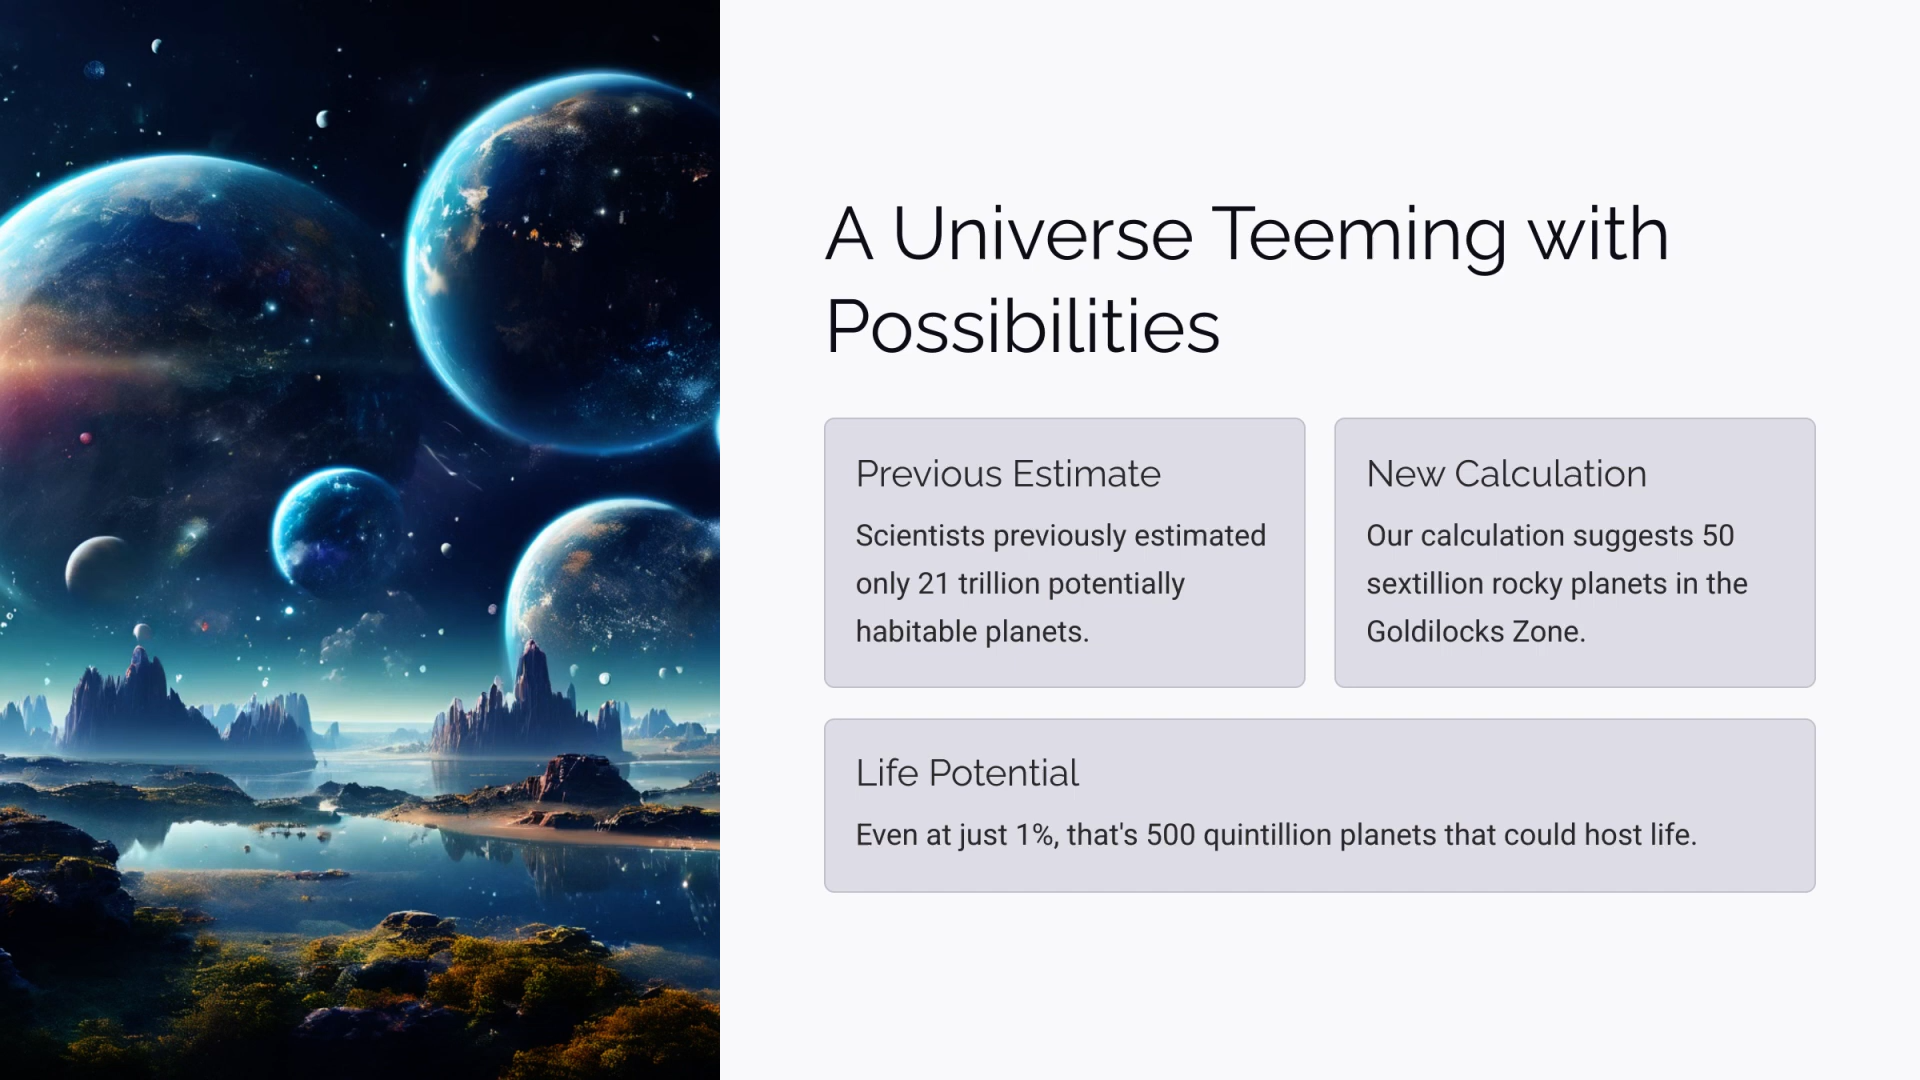 A Universe Teeming with
Possibilities
Previous Estimate
Scientists previously estimated
only 21 trillion potentially
habitable planets.
New Calculation
Our calculation suggests 50
sextillion rocky planets in the
Goldilocks Zone.
Life Potential
Even at just 1%, that's 500 quintillion planets that could host life.